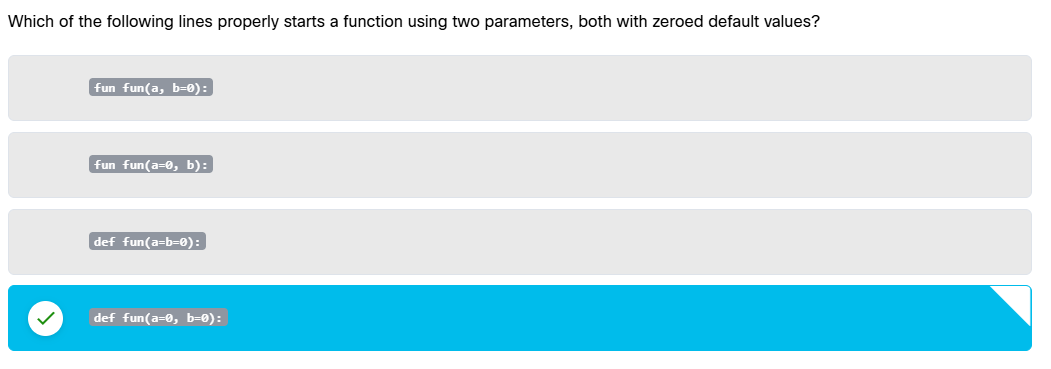 Which of the following lines properly starts a function using two parameters, both with zeroed default values?
fun fun(a, b=0):
fun fun(a=0, b):
def fun(a=b=0):
def fun(a=0, b=0):